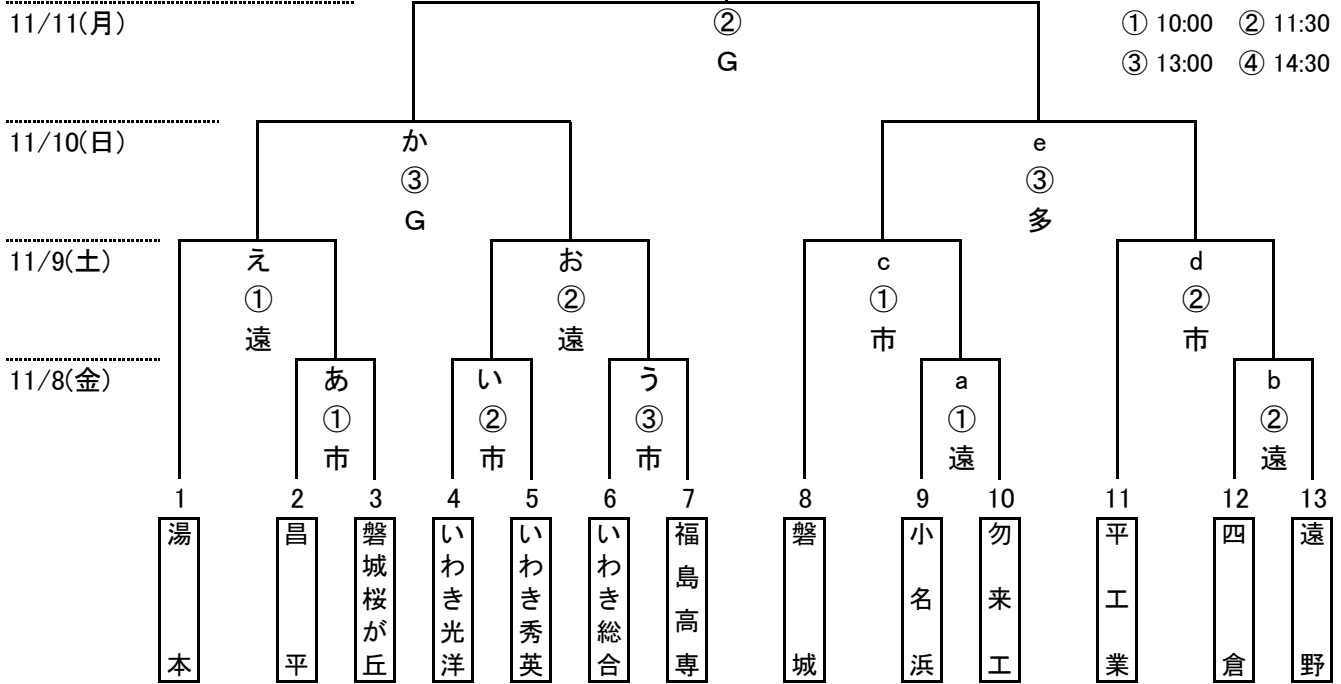 11/11(月)
②
G
① 10:00 ② 11:30
③ 13:00 ④ 14:30
11/10(日)
か
③
G
e
③
多
11/9(土)
え
①
遠
お
②
遠
c
①
市
d
②
市
11/8(金)
あ
①
市
い
②
市
う
③
市
a
①
遠
b
②
遠
1 2 3 4 5 6 7 8 9 10 11 12 13
湯本
昌平
磐城桜が丘
いわき光洋
いわき秀英
いわき総合
福島高専
磐城
小名浜
勿来工
平工業
四倉
遠野